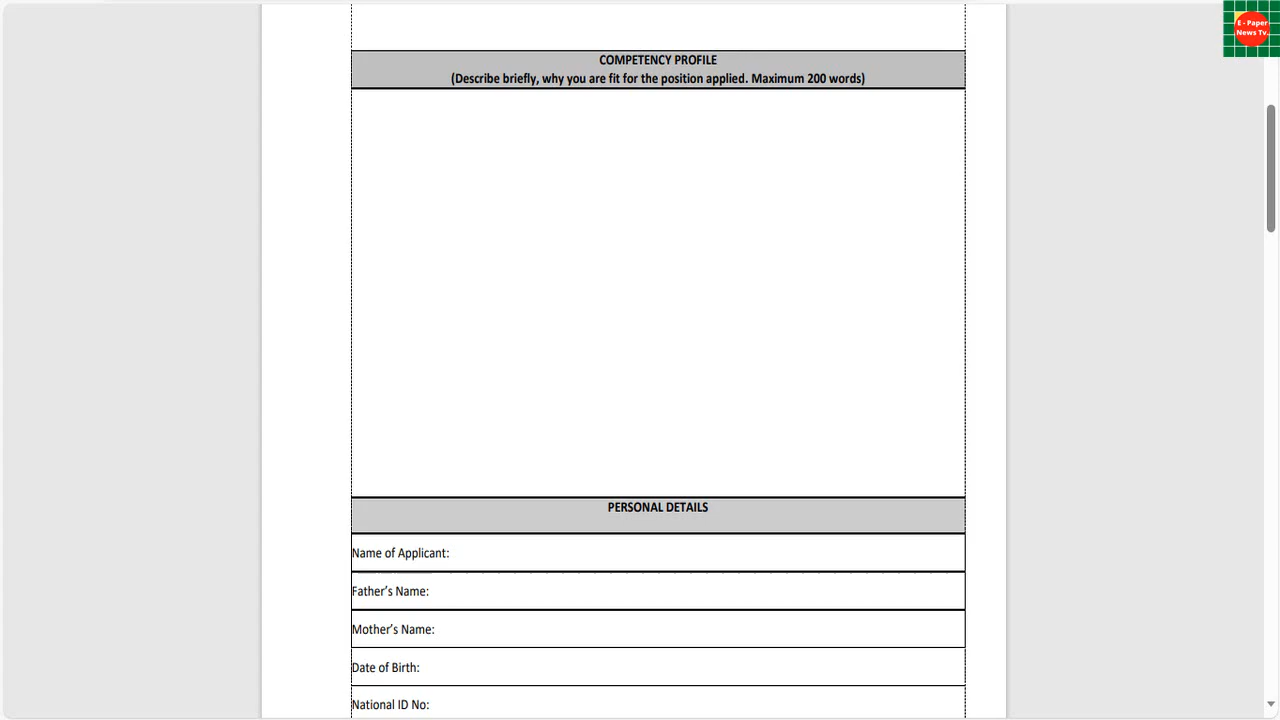 E - Paper
News Tv.
COMPETENCY PROFILE
(Describe briefly, why you are fit for the position applied. Maximum 200 words)
PERSONAL DETAILS
Name of Applicant:
Father’s Name:
Mother’s Name:
Date of Birth:
National ID No: